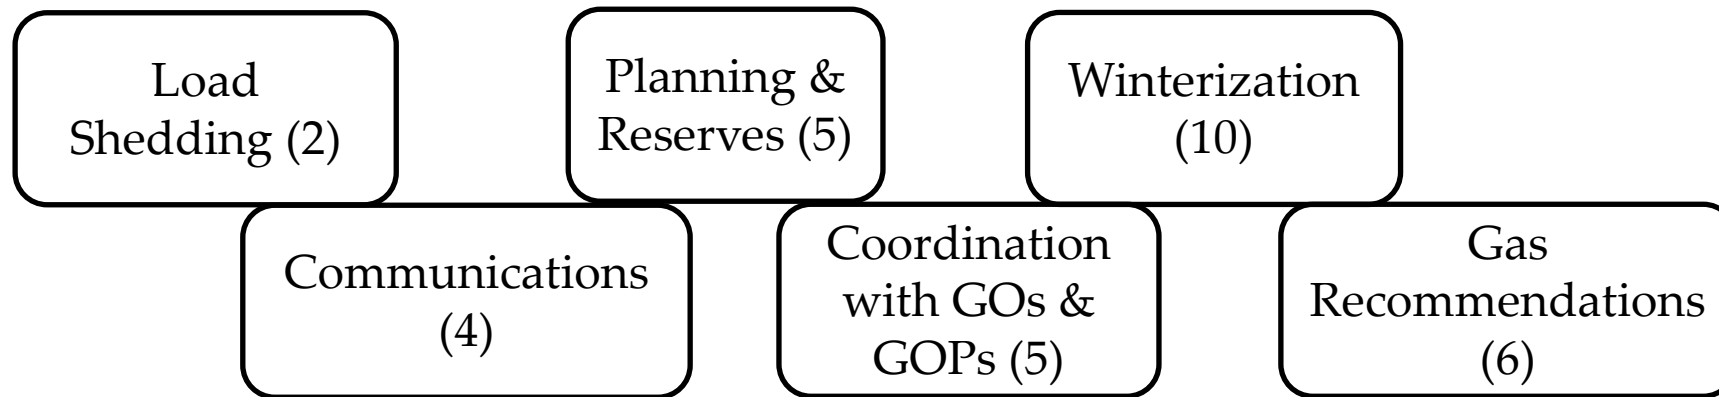 Load
Shedding (2)
Planning &
Reserves (5)
Winterization
(10)
Communications
(4)
Coordination
with GOs &
GOPs (5)
Gas
Recommendations
(6)